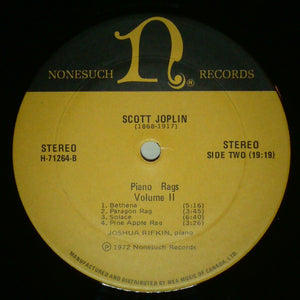 n
NONESUCH RECORDS
SCOTT JOPLIN
(1868-1917)
STEREO
H-71264-B
STEREO
SIDE TWO (19:19)
Piano Rags
Volume II
1. Bethena (5:16)
2. Paragon Rag (3:45)
3. Solace (6:40)
4. Pine Apple Rag
JOSHUA RIFKIN, piano
℗ 1972 Nonesuch Records
MANUFACTURED AND DISTRIBUTED BY WEA MUSIC OF CANADA, LTD.